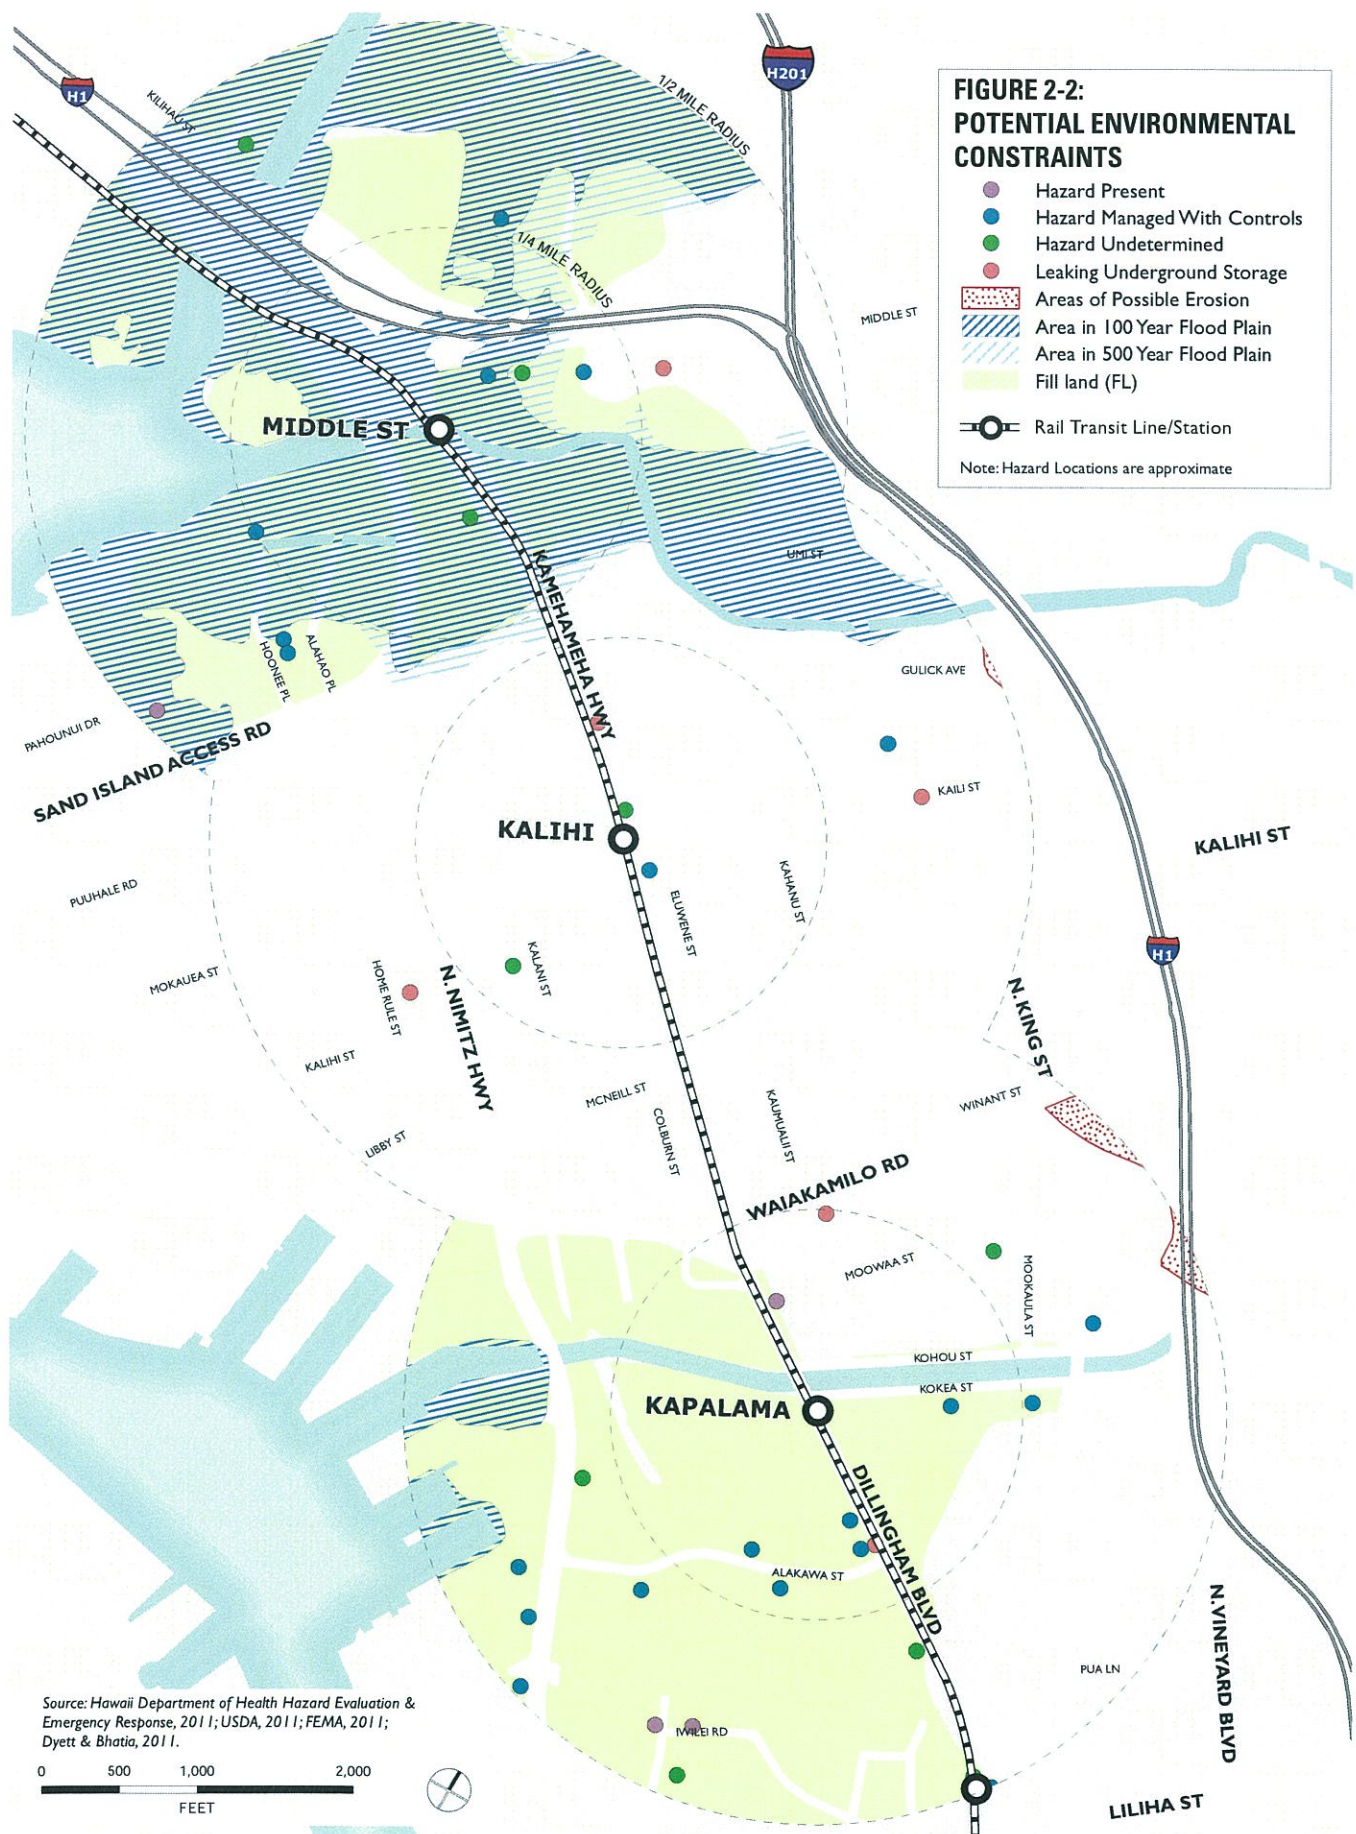 H1
KILIHAU ST
1/2 MILE RADIUS
H201
FIGURE 2-2:
POTENTIAL ENVIRONMENTAL
CONSTRAINTS
Hazard Present
Hazard Managed With Controls
Hazard Undetermined
Leaking Underground Storage
Areas of Possible Erosion
Area in 100 Year Flood Plain
Area in 500 Year Flood Plain
Fill land (FL)
Rail Transit Line/Station
Note: Hazard Locations are approximate
1/4 MILE RADIUS
MIDDLE ST
MIDDLE ST
UMI ST
KAMEHAMEHA HWY
HOONEE PL
ALAHAO PL
GULICK AVE
PAHOUNUI DR
SAND ISLAND ACCESS RD
KAILI ST
KALIHI
KALIHI ST
PUUHALE RD
ELUWENE ST
KAHANU ST
H1
MOKAUEA ST
HOME RULE ST
N. NIMITZ HWY
KALANI ST
N. KING ST
KALIHI ST
MCNEILL ST
COLBURN ST
KAUMUALII ST
WINANT ST
LIBBY ST
WAIAKAMILO RD
MOOWAA ST
MOOKAULA ST
KOHOU ST
KOKEA ST
KAPALAMA
DILLINGHAM BLVD
ALAKAWA ST
N. VINEYARD BLVD
PUA LN
IWILEI RD
LILIHA ST
Source: Hawaii Department of Health Hazard Evaluation &
Emergency Response, 2011; USDA, 2011; FEMA, 2011;
Dyett & Bhatia, 2011.
0 500 1,000 2,000
FEET